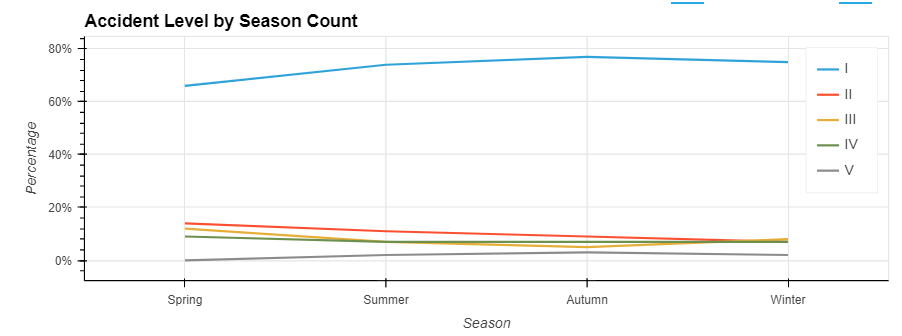 Accident Level by Season Count
80%
60%
40%
20%
0%
Percentage
I
II
III
IV
V
Spring Summer Autumn Winter
Season